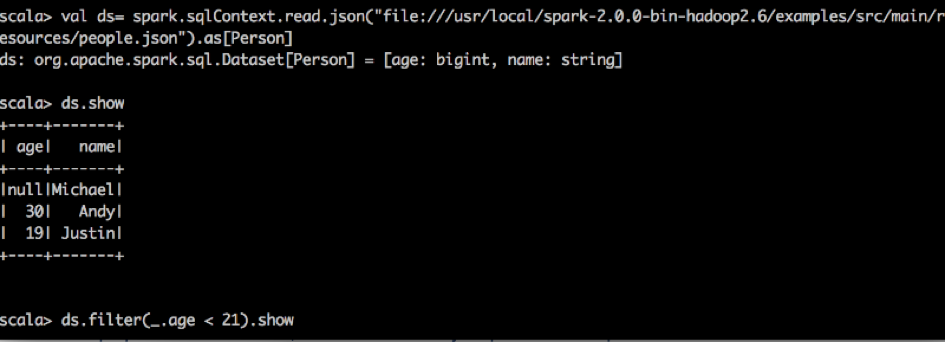 scala> val ds= spark.sqlContext.read.json("file:///usr/local/spark-2.0.0-bin-hadoop2.6/examples/src/main/r
esources/people.json").as[Person]
ds: org.apache.spark.sql.Dataset[Person] = [age: bigint, name: string]
scala> ds.show
+----+-------+
| age|   name|
+----+-------+
|null|Michael|
|  30|   Andy|
|  19| Justin|
+----+-------+
scala> ds.filter(_.age < 21).show